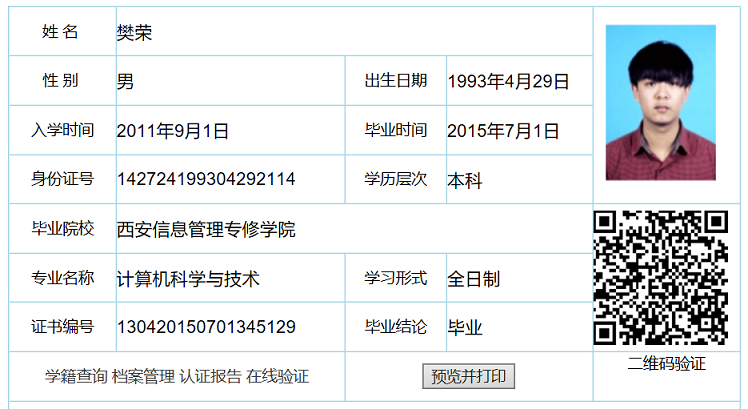 姓 名 樊荣
性 别 男 出生日期 1993年4月29日
入学时间 2011年9月1日 毕业时间 2015年7月1日
身份证号 142724199304292114 学历层次 本科
毕业院校 西安信息管理专修学院
专业名称 计算机科学与技术 学习形式 全日制
证书编号 130420150701345129 毕业结论 毕业
二维码验证
学籍查询 档案管理 认证报告 在线验证 预览并打印